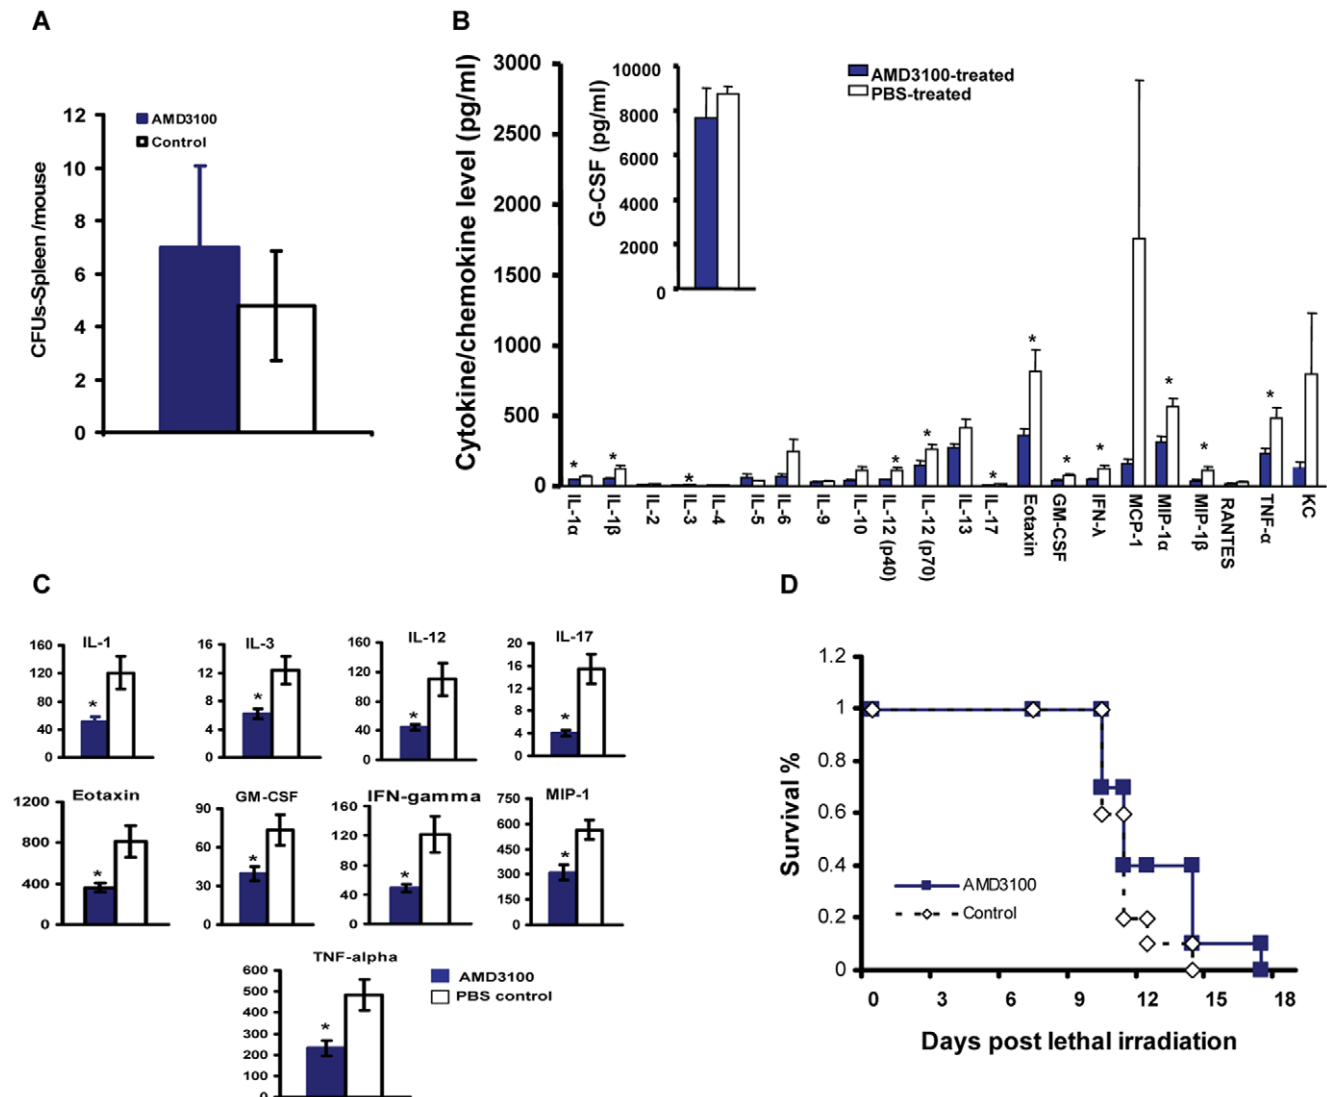 A
CFUs-Spleen /mouse
12
10
8
6
4
2
0
AMD3100
Control
B
Cytokine/chemokine level (pg/ml)
3000
2500
2000
1500
1000
500
0
G-CSF (pg/ml)
10000
8000
6000
4000
2000
0
AMD3100-treated
PBS-treated
* * * * * * * * * * * *
IL-1α
IL-1β
IL-2
IL-3
IL-4
IL-5
IL-6
IL-9
IL-10
IL-12 (p40)
IL-12 (p70)
IL-13
IL-17
Eotaxin
GM-CSF
IFN-λ
MCP-1
MIP-1α
MIP-1β
RANTES
TNF-α
KC
C
IL-1
160
120
80
40
0
*
IL-3
16
12
8
4
0
*
IL-12
160
120
80
40
0
*
IL-17
20
16
12
8
4
0
*
Eotaxin
1200
800
400
0
*
GM-CSF
90
60
30
0
*
IFN-gamma
160
120
80
40
0
*
MIP-1
750
600
450
300
150
0
*
TNF-alpha
600
500
400
300
200
100
0
*
AMD3100
PBS control
D
Survival %
1.2
1
0.8
0.6
0.4
0.2
0
AMD3100
Control
0 3 6 9 12 15 18
Days post lethal irradiation